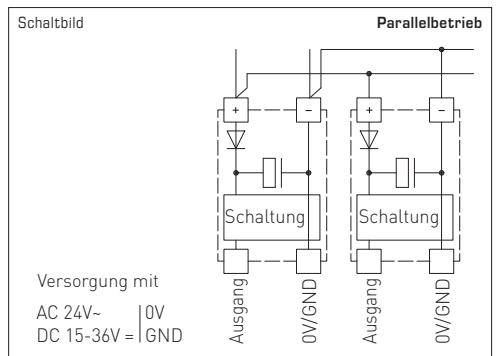 Schaltbild
Parallelbetrieb
+ − + −
Schaltung Schaltung
Versorgung mit
AC 24V~ | 0V
DC 15-36V = | GND
Ausgang
0V/GND
Ausgang
0V/GND